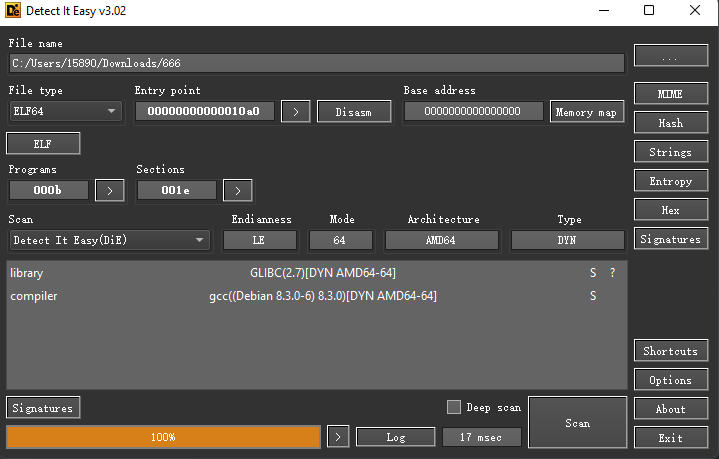 Detect It Easy v3.02
File name
C:/Users/15890/Downloads/666
...
File type
Entry point
Base address
ELF64
00000000000010a0
>
Disasm
0000000000000000
Memory map
MIME
ELF
Hash
Strings
Programs
Sections
000b
>
001e
>
Entropy
Hex
Scan
Endianness
Mode
Architecture
Type
Detect It Easy(DiE)
LE
64
AMD64
DYN
Signatures
library GLIBC(2.7)[DYN AMD64-64] S ?
compiler gcc((Debian 8.3.0-6) 8.3.0)[DYN AMD64-64] S
Shortcuts
Options
Signatures
Deep scan
Scan
About
100%
>
Log
17 msec
Exit